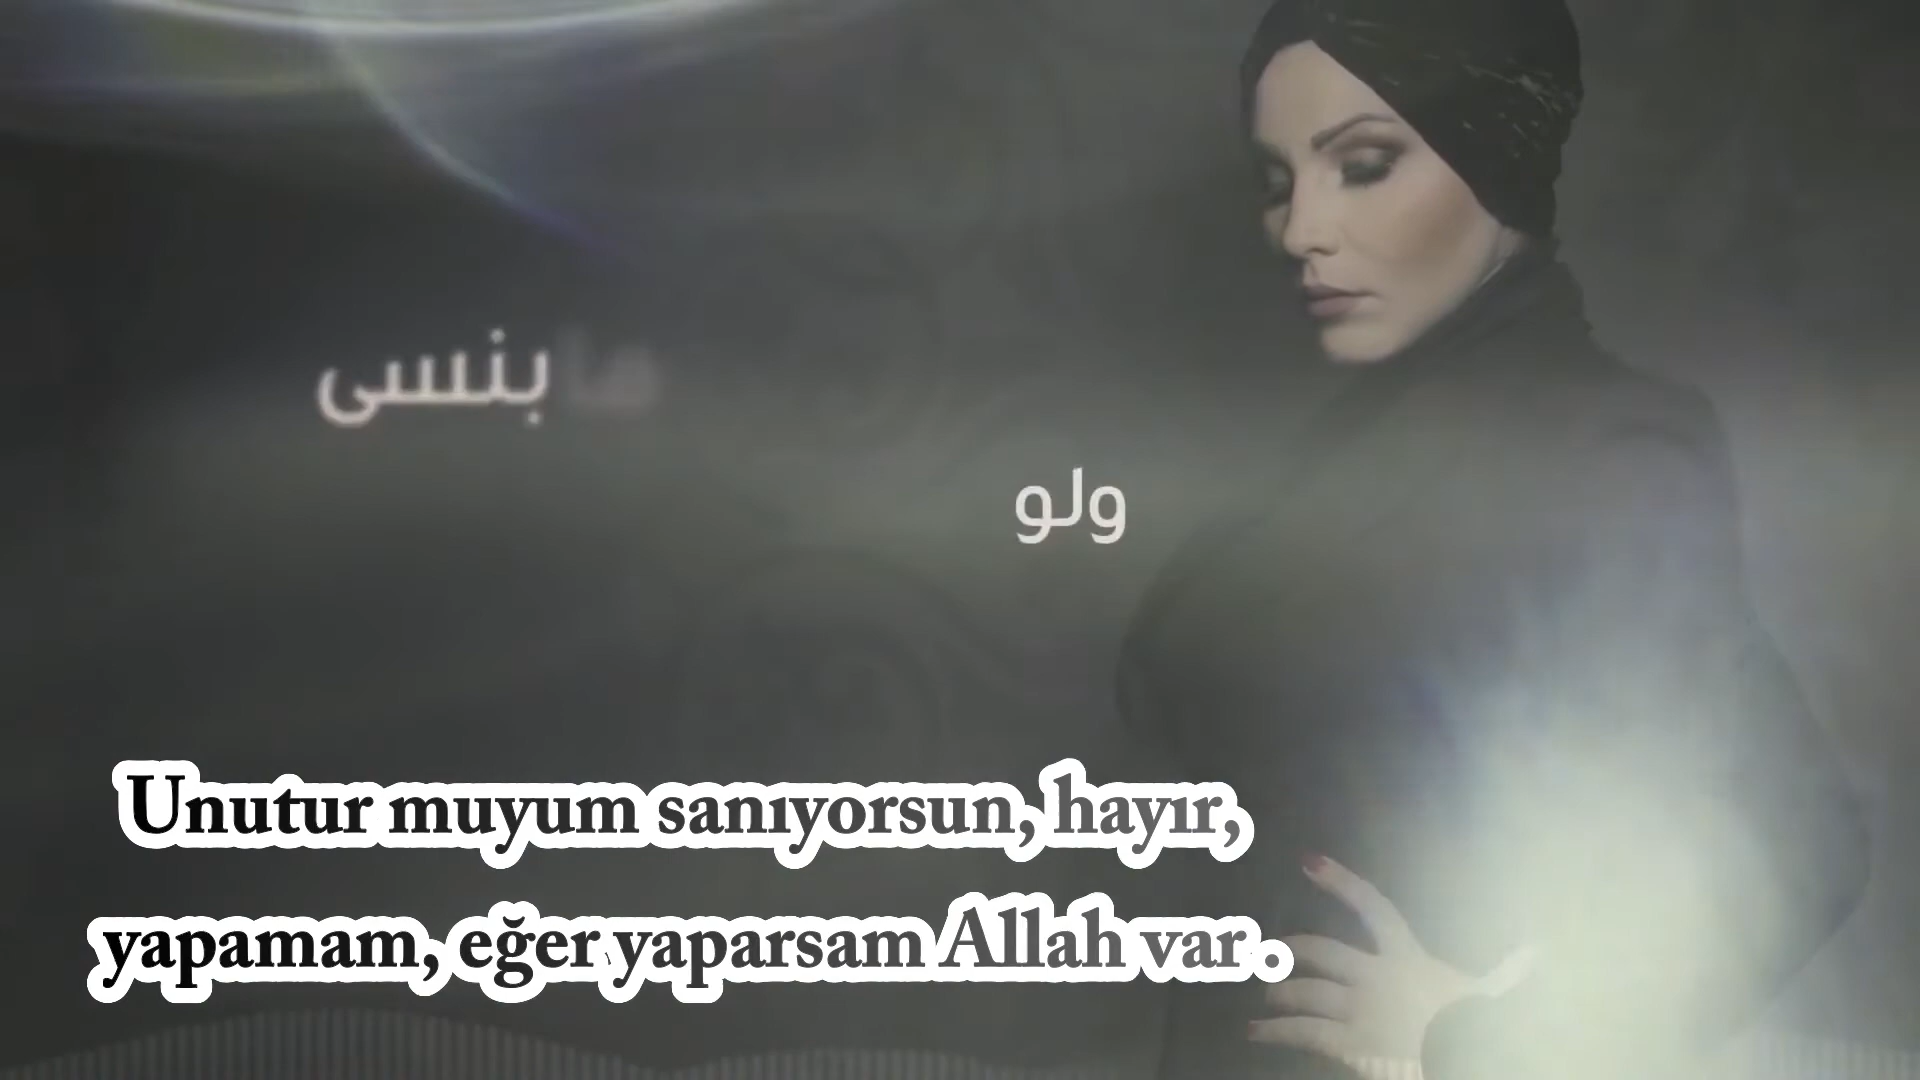 بنسى
ولو
Unutur muyum sanıyorsun, hayır,
yapamam, eğer yaparsam Allah var .